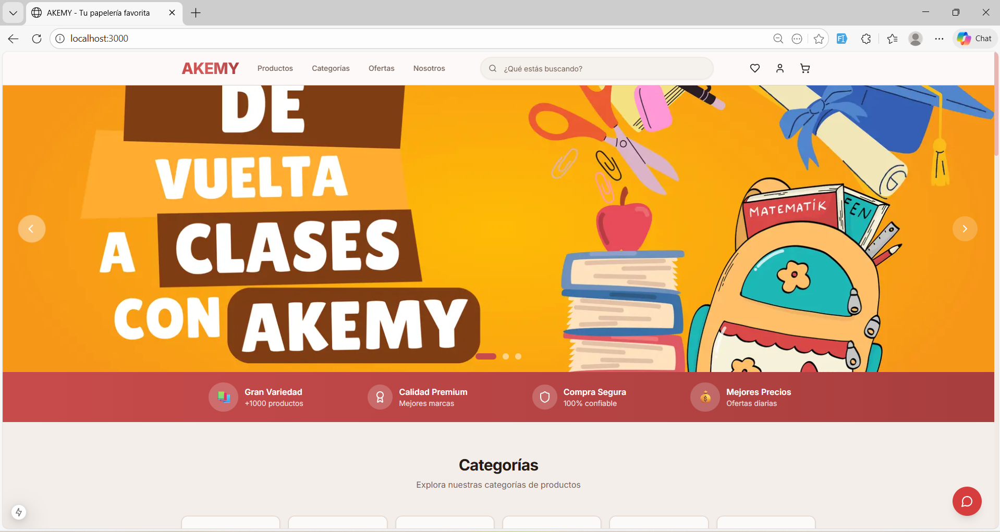 AKEMY - Tu papelería favorita
localhost:3000
Chat
AKEMY
Productos
Categorías
Ofertas
Nosotros
¿Qué estás buscando?
DE
VUELTA
A CLASES
CON AKEMY
MATEMATİK
FEN
Gran Variedad
+1000 productos
Calidad Premium
Mejores marcas
Compra Segura
100% confiable
Mejores Precios
Ofertas diarias
Categorías
Explora nuestras categorías de productos